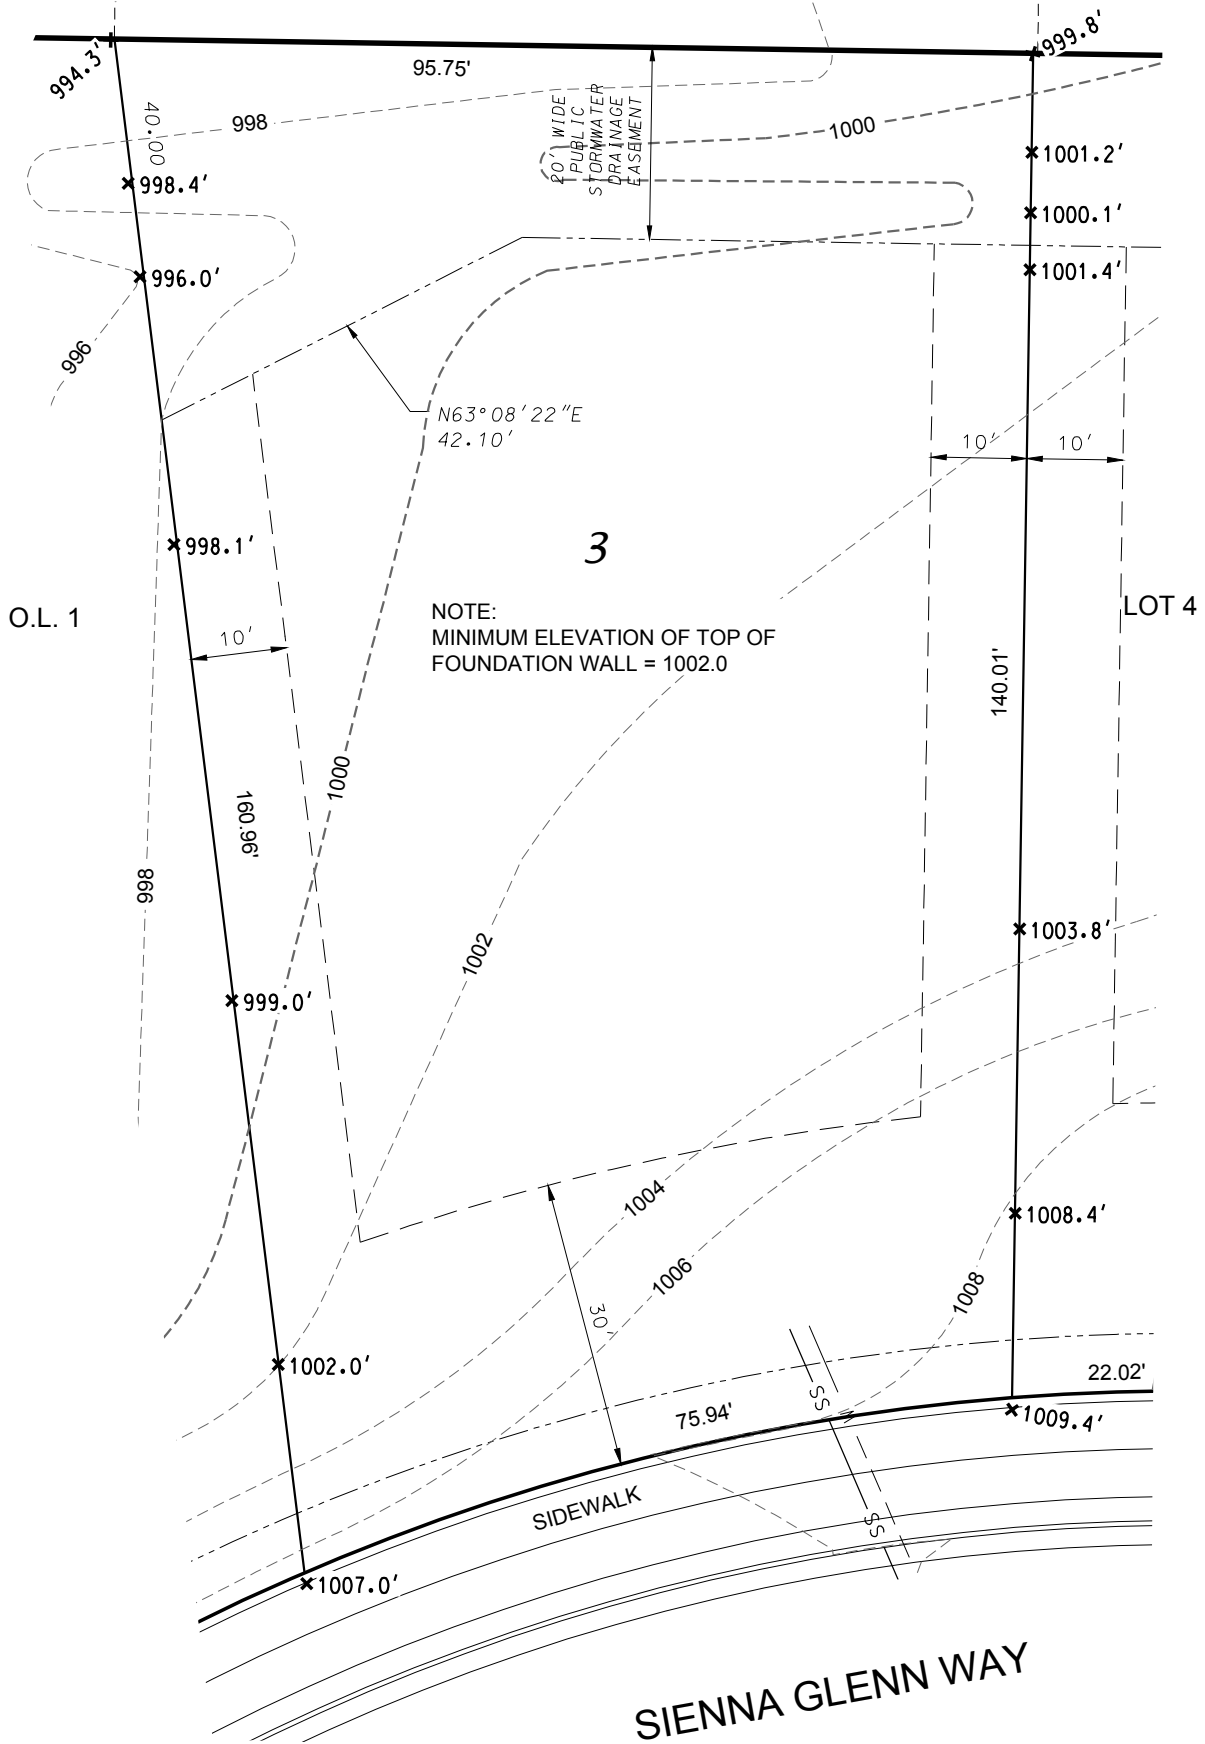 994.3'
999.8'
95.75'
40.00
998
20' WIDE
PUBLIC
STORMWATER
DRAINAGE
EASEMENT
1000
1001.2'
998.4'
1000.1'
996.0'
1001.4'
996
N63°08'22"E
42.10'
10'
10'
998.1'
3
O.L. 1
NOTE:
MINIMUM ELEVATION OF TOP OF
FOUNDATION WALL = 1002.0
LOT 4
10'
140.01'
1000
160.96'
998
1002
1003.8'
999.0'
1004
1008.4'
1006
1008
30'
1002.0'
22.02'
SS
75.94'
1009.4'
SIDEWALK
SS
1007.0'
SIENNA GLENN WAY